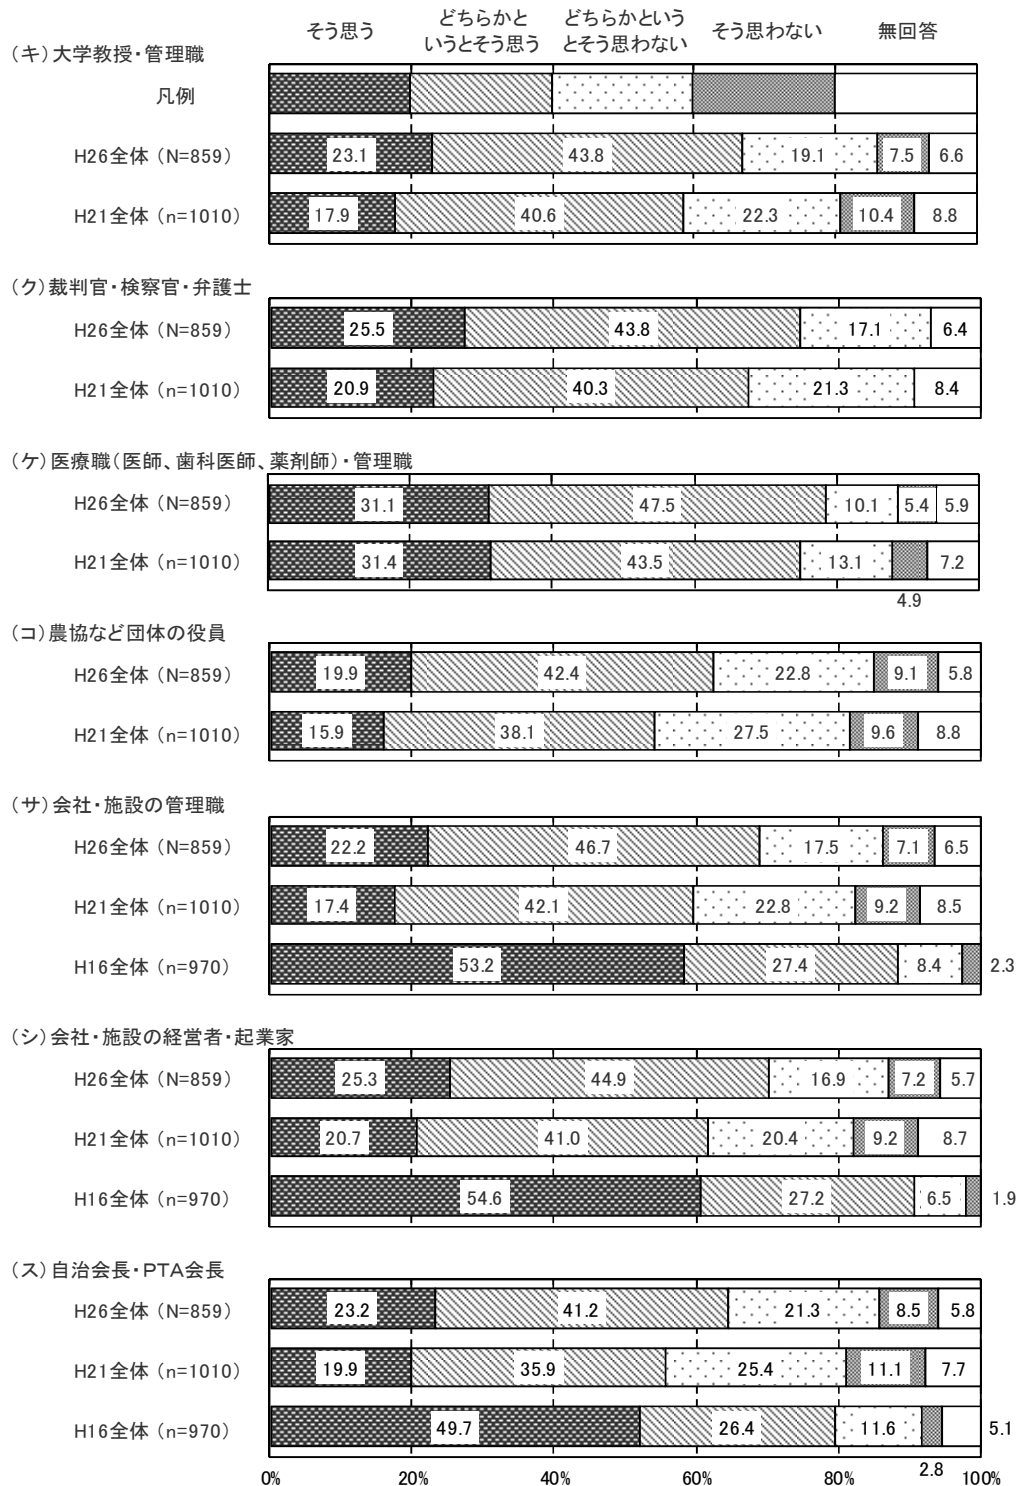 そう思う
どちらかと
いうとそう思う
どちらかという
とそう思わない
そう思わない
無回答
（キ）大学教授・管理職
凡例
H26全体（N=859） 23.1 43.8 19.1 7.5 6.6
H21全体（n=1010） 17.9 40.6 22.3 10.4 8.8
（ク）裁判官・検察官・弁護士
H26全体（N=859） 25.5 43.8 17.1 6.4
H21全体（n=1010） 20.9 40.3 21.3 8.4
（ケ）医療職（医師、歯科医師、薬剤師）・管理職
H26全体（N=859） 31.1 47.5 10.1 5.4 5.9
H21全体（n=1010） 31.4 43.5 13.1 7.2
4.9
（コ）農協など団体の役員
H26全体（N=859） 19.9 42.4 22.8 9.1 5.8
H21全体（n=1010） 15.9 38.1 27.5 9.6 8.8
（サ）会社・施設の管理職
H26全体（N=859） 22.2 46.7 17.5 7.1 6.5
H21全体（n=1010） 17.4 42.1 22.8 9.2 8.5
H16全体（n=970） 53.2 27.4 8.4 2.3
（シ）会社・施設の経営者・起業家
H26全体（N=859） 25.3 44.9 16.9 7.2 5.7
H21全体（n=1010） 20.7 41.0 20.4 9.2 8.7
H16全体（n=970） 54.6 27.2 6.5 1.9
（ス）自治会長・PTA会長
H26全体（N=859） 23.2 41.2 21.3 8.5 5.8
H21全体（n=1010） 19.9 35.9 25.4 11.1 7.7
H16全体（n=970） 49.7 26.4 11.6 5.1
2.8
0% 20% 40% 60% 80% 100%